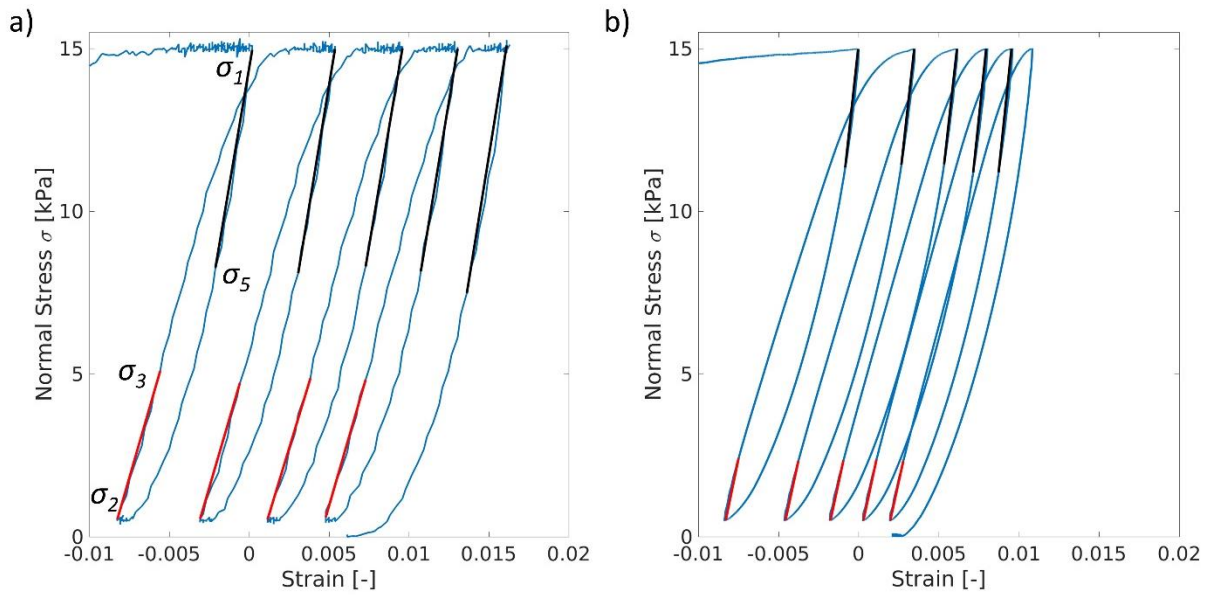 a)
Normal Stress σ [kPa]
15
10
5
0
σ1
σ5
σ3
σ2
-0.01 -0.005 0 0.005 0.01 0.015 0.02
Strain [-]
b)
Normal Stress σ [kPa]
15
10
5
0
-0.01 -0.005 0 0.005 0.01 0.015 0.02
Strain [-]